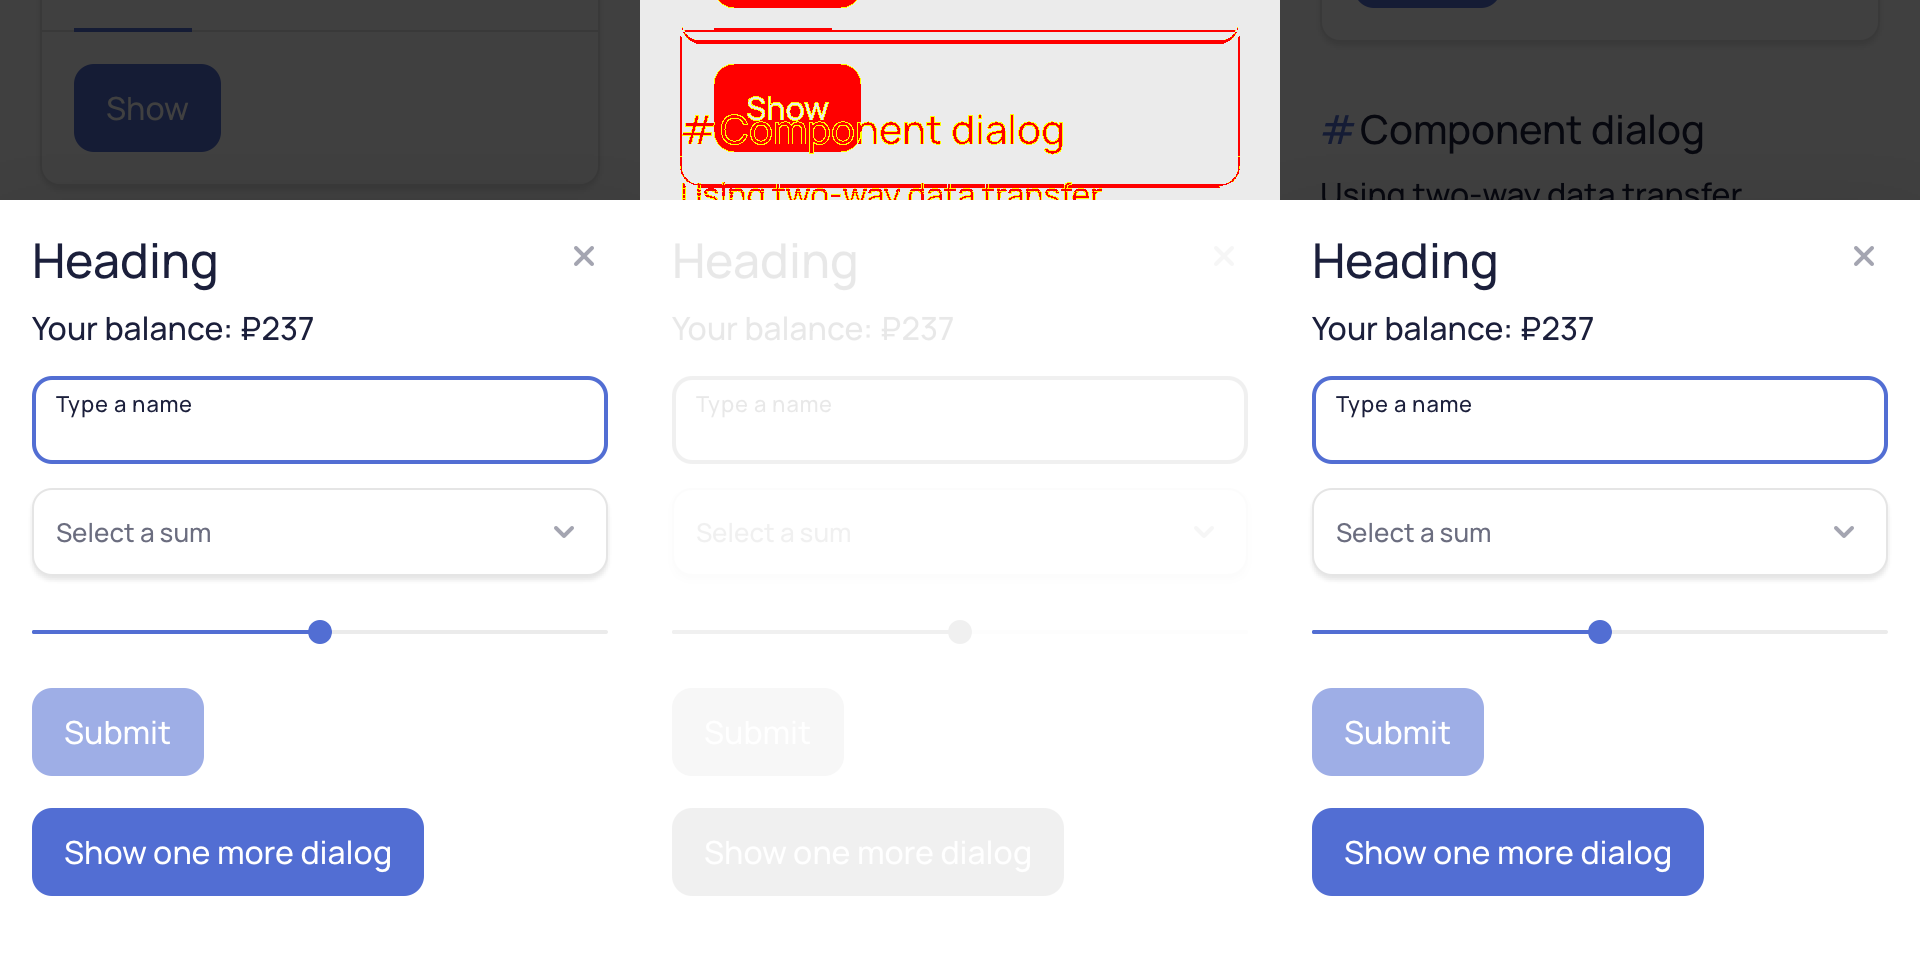 Show
Heading
Your balance: ₽237
Type a name
Select a sum
Submit
Show one more dialog
Show
#Component dialog
Using two-way data transfer
Heading
Your balance: ₽237
Type a name
Select a sum
Submit
Show one more dialog
#Component dialog
Using two-way data transfer
Heading
Your balance: ₽237
Type a name
Select a sum
Submit
Show one more dialog